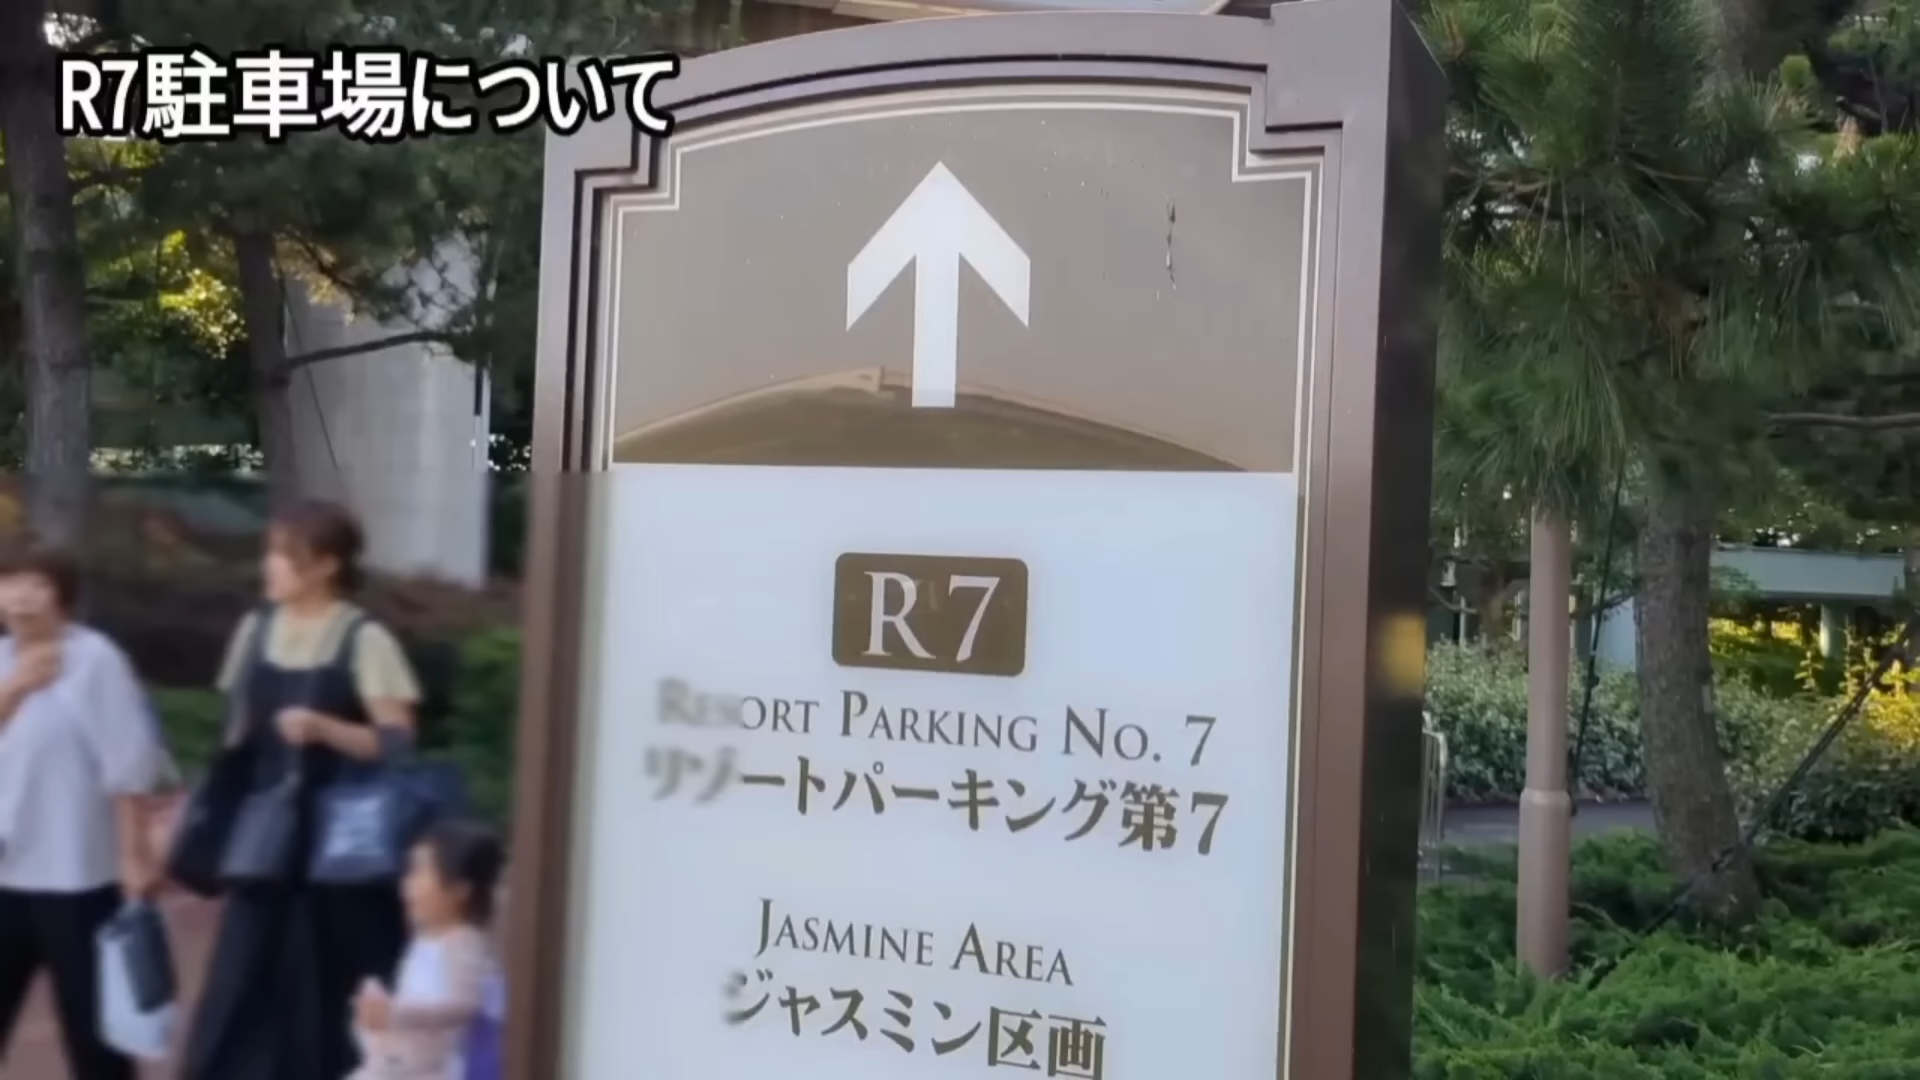 R7駐車場について
R7
RESORT PARKING NO. 7
リゾートパーキング第7
JASMINE AREA
ジャスミン区画